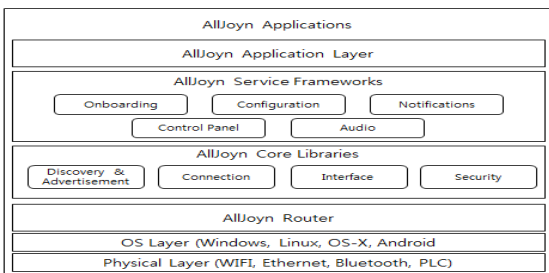 AllJoyn Applications
AllJoyn Application Layer
AllJoyn Service Frameworks
Onboarding Configuration Notifications
Control Panel Audio
AllJoyn Core Libraries
Discovery & Advertisement Connection Interface Security
AllJoyn Router
OS Layer (Windows, Linux, OS-X, Android
Physical Layer (WIFI, Ethernet, Bluetooth, PLC)